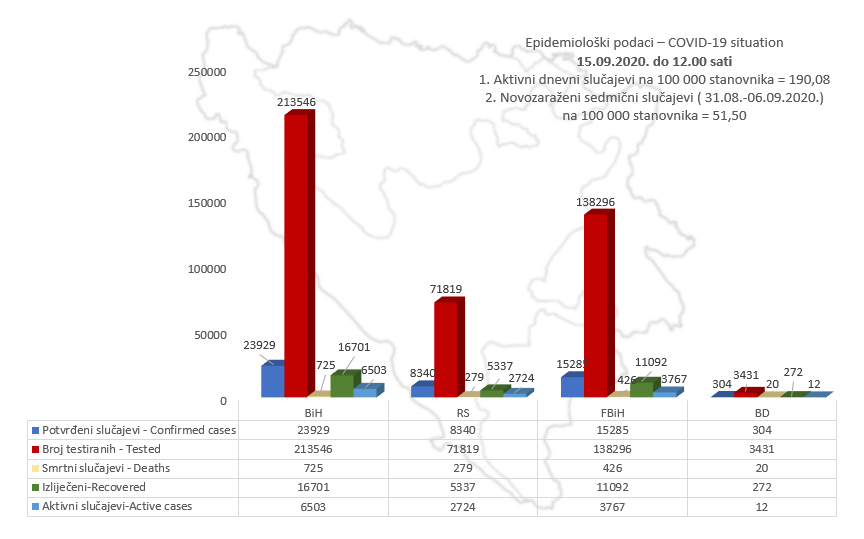 Epidemiološki podaci – COVID-19 situation
15.09.2020. do 12.00 sati
1. Aktivni dnevni slučajevi na 100 000 stanovnika = 190,08
2. Novozaraženi sedmični slučajevi ( 31.08.-06.09.2020.)
na 100 000 stanovnika = 51,50
250000
200000
150000
100000
50000
0
23929 213546 725 16701 6503
8340 71819 279 5337 2724
15285 138296 426 11092 3767
304 3431 20 272 12
BiH RS FBiH BD
Potvrđeni slučajevi - Confirmed cases 23929 8340 15285 304
Broj testiranih - Tested 213546 71819 138296 3431
Smrtni slučajevi - Deaths 725 279 426 20
Izliječeni-Recovered 16701 5337 11092 272
Aktivni slučajevi-Active cases 6503 2724 3767 12